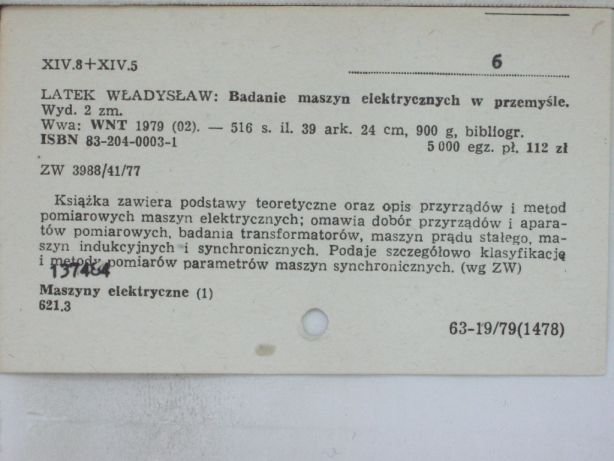 XIV.8+XIV.5
6
LATEK WŁADYSŁAW: Badanie maszyn elektrycznych w przemyśle.
Wyd. 2 zm.
Wwa: WNT 1979 (02). — 516 s. il. 39 ark. 24 cm, 900 g, bibliogr.
ISBN 83-204-0003-1 5 000 egz. pł. 112 zł
ZW 3988/41/77
Książka zawiera podstawy teoretyczne oraz opis przyrządów i metod
pomiarowych maszyn elektrycznych; omawia dobór przyrządów i apara-
tów pomiarowych, badania transformatorów, maszyn prądu stałego, ma-
szyn indukcyjnych i synchronicznych. Podaje szczegółowo klasyfikację
i metody pomiarów parametrów maszyn synchronicznych. (wg ZW)
137464
Maszyny elektryczne (1)
621.3
63-19/79(1478)